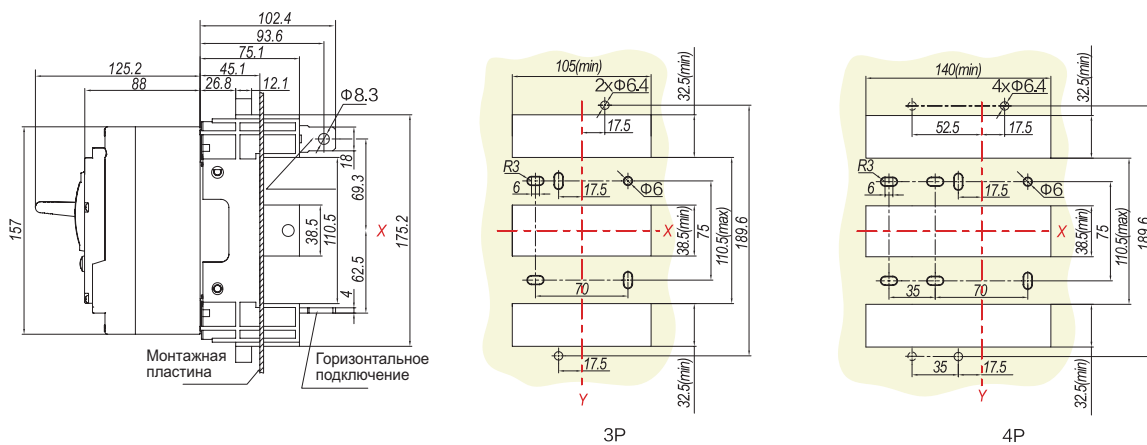 102.4
93.6
75.1
125.2
45.1
88
26.8
12.1
Φ8.3
157
18
69.3
38.5
110.5
X
175.2
62.5
4
Монтажная
пластина
Горизонтальное
подключение
105(min)
32.5(min)
2xΦ6.4
17.5
R3
6
17.5
Φ6
X
38.5(min)
75
110.5(max)
189.6
70
17.5
32.5(min)
Y
3P
140(min)
32.5(min)
4xΦ6.4
52.5
17.5
R3
6
17.5
Φ6
X
38.5(min)
75
110.5(max)
189.6
35
70
35
17.5
32.5(min)
Y
4P